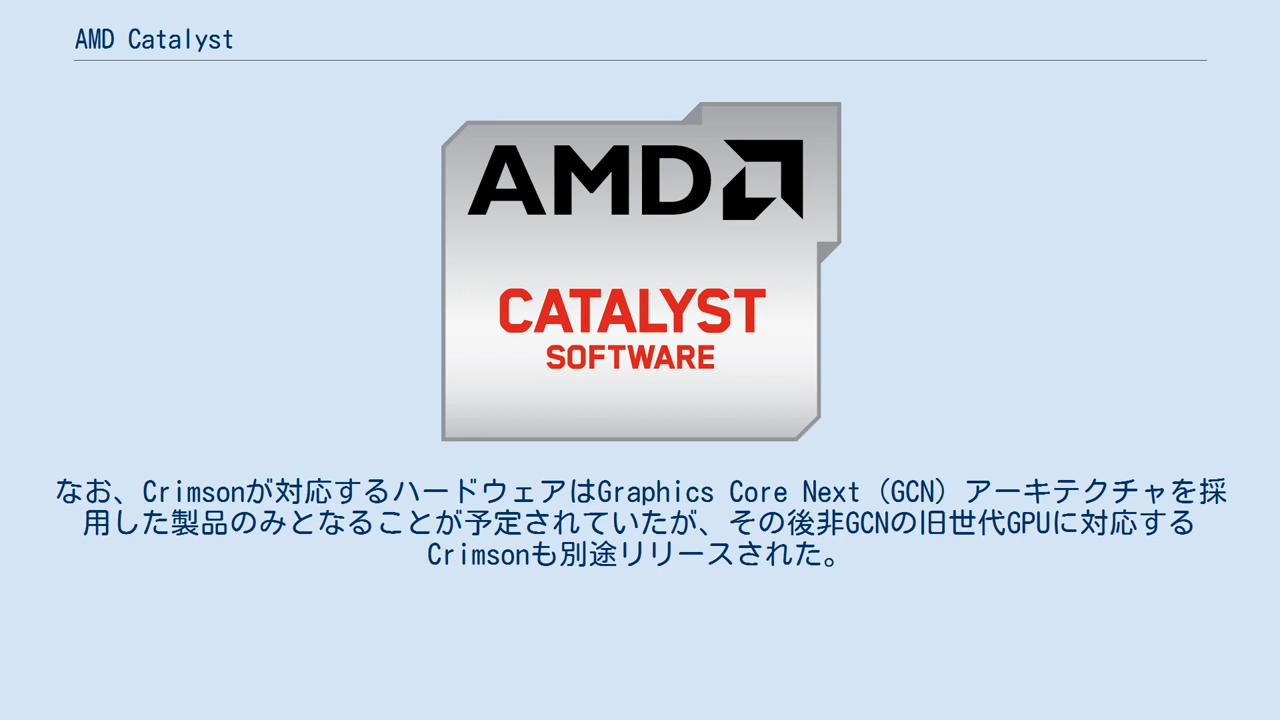 AMD Catalyst
AMD
CATALYST
SOFTWARE
なお、Crimsonが対応するハードウェアはGraphics Core Next（GCN）アーキテクチャを採
用した製品のみとなることが予定されていたが、その後非GCNの旧世代GPUに対応する
Crimsonも別途リリースされた。